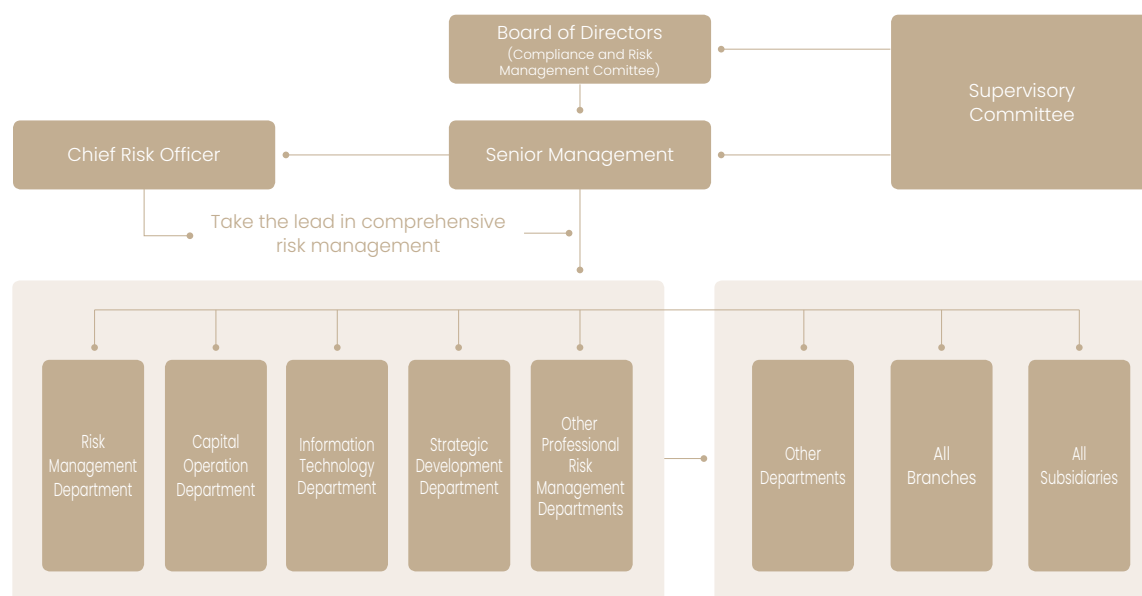 Board of Directors
(Compliance and Risk
Management Comittee)
Supervisory
Committee
Chief Risk Officer
Senior Management
Take the lead in comprehensive
risk management
Risk
Management
Department
Capital
Operation
Department
Information
Technology
Department
Strategic
Development
Department
Other
Professional
Risk
Management
Departments
Other
Departments
All
Branches
All
Subsidiaries